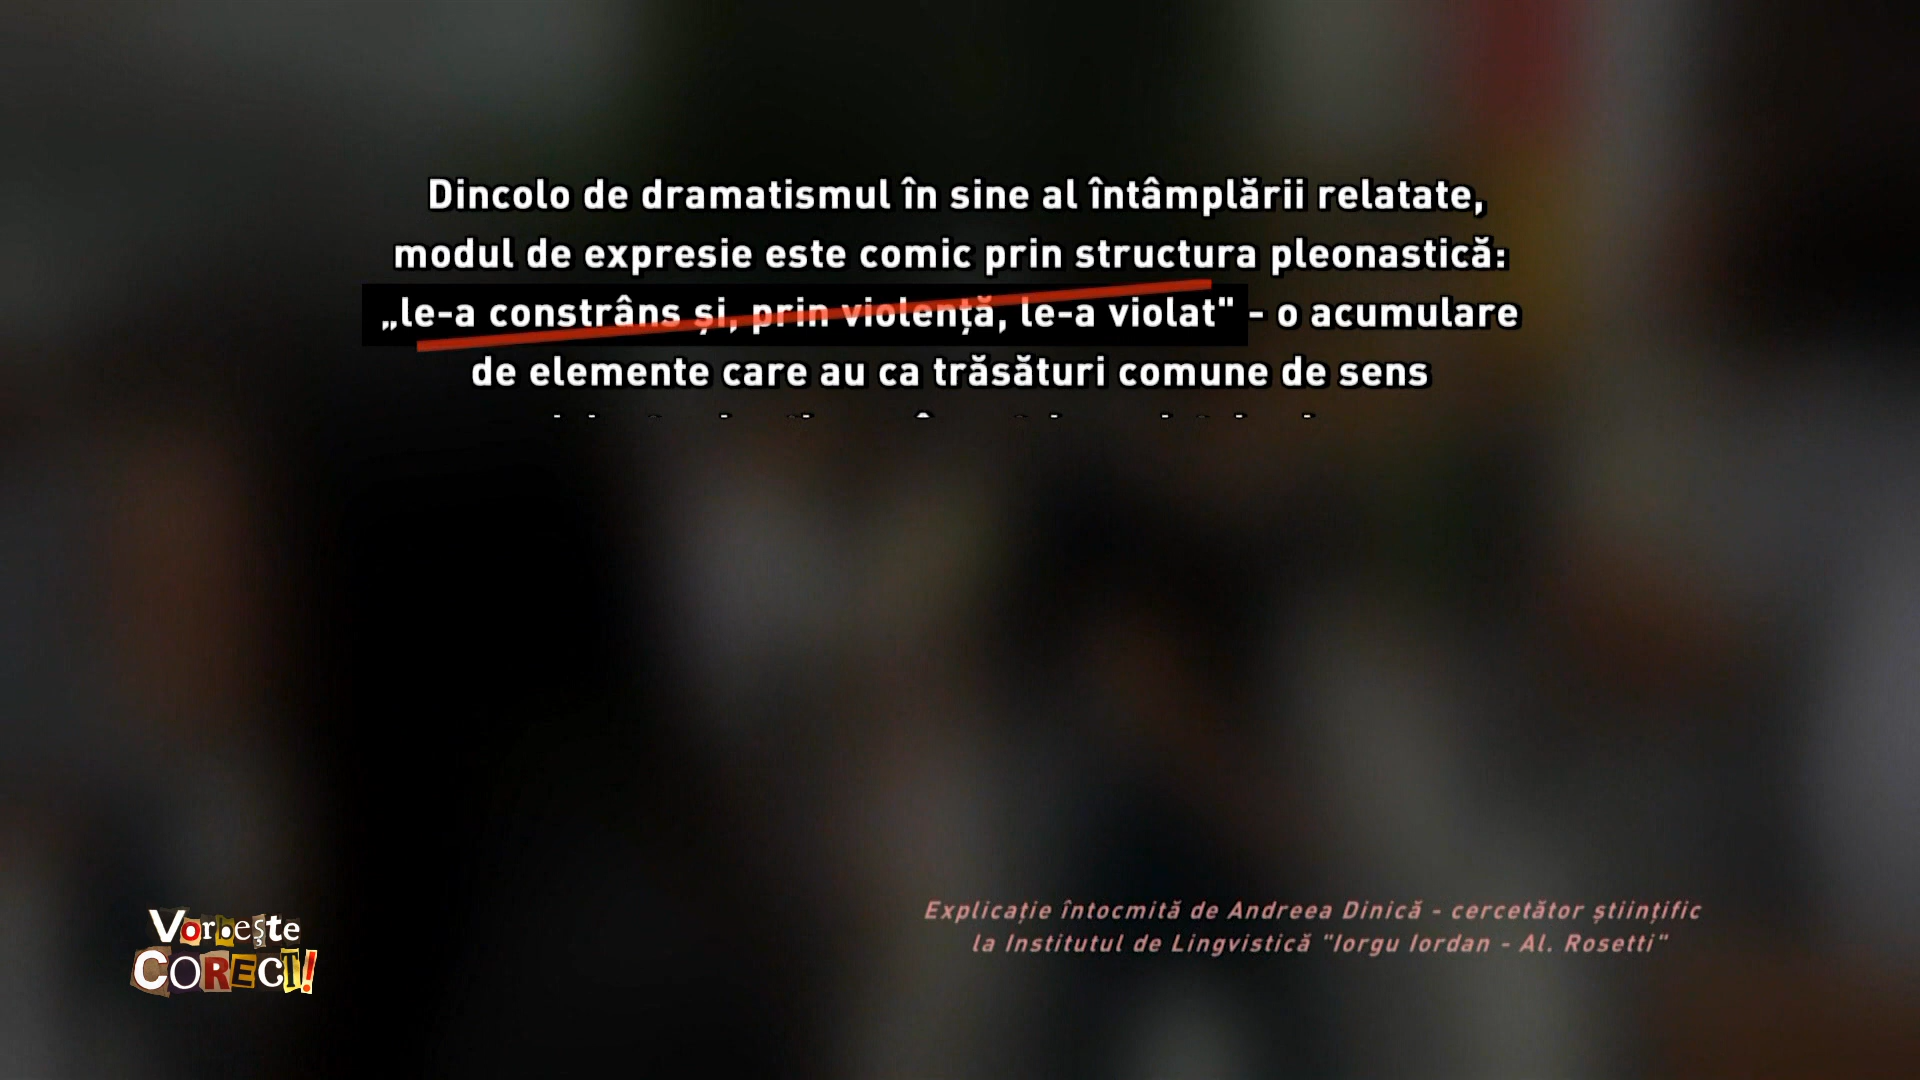 Dincolo de dramatismul în sine al întâmplării relatate,
modul de expresie este comic prin structura pleonastică:
„le-a constrâns și, prin violență, le-a violat" - o acumulare
de elemente care au ca trăsături comune de sens
Explicație întocmită de Andreea Dinică - cercetător științific
la Institutul de Lingvistică "Iorgu Iordan - Al. Rosetti"
Vorbește
CORECT!